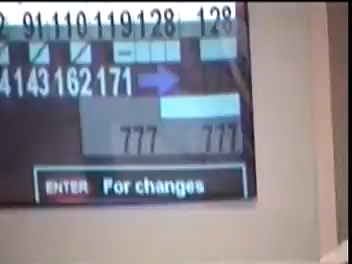 91 110 119 128 128
/ / / -
143 162 171
777 777
ENTER For changes